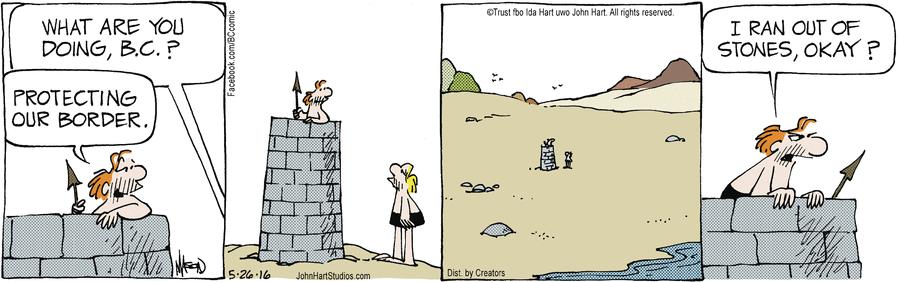 WHAT ARE YOU
DOING, B.C.?
PROTECTING
OUR BORDER.
MASON
Facebook.com/BCcomic
5-26-16
JohnHartStudios.com
©Trust fbo Ida Hart uwo John Hart. All rights reserved.
Dist. by Creators
I RAN OUT OF
STONES, OKAY?